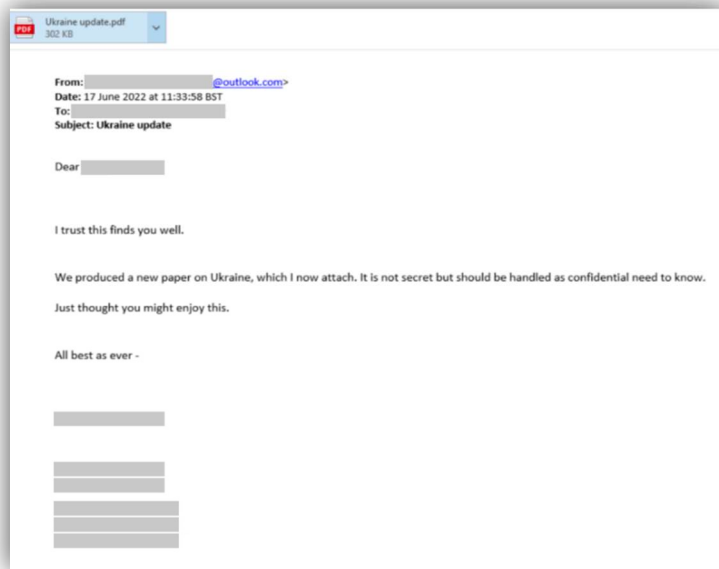 PDF
Ukraine update.pdf
302 KB
From: @outlook.com>
Date: 17 June 2022 at 11:33:58 BST
To:
Subject: Ukraine update
Dear
I trust this finds you well.
We produced a new paper on Ukraine, which I now attach. It is not secret but should be handled as confidential need to know.
Just thought you might enjoy this.
All best as ever -